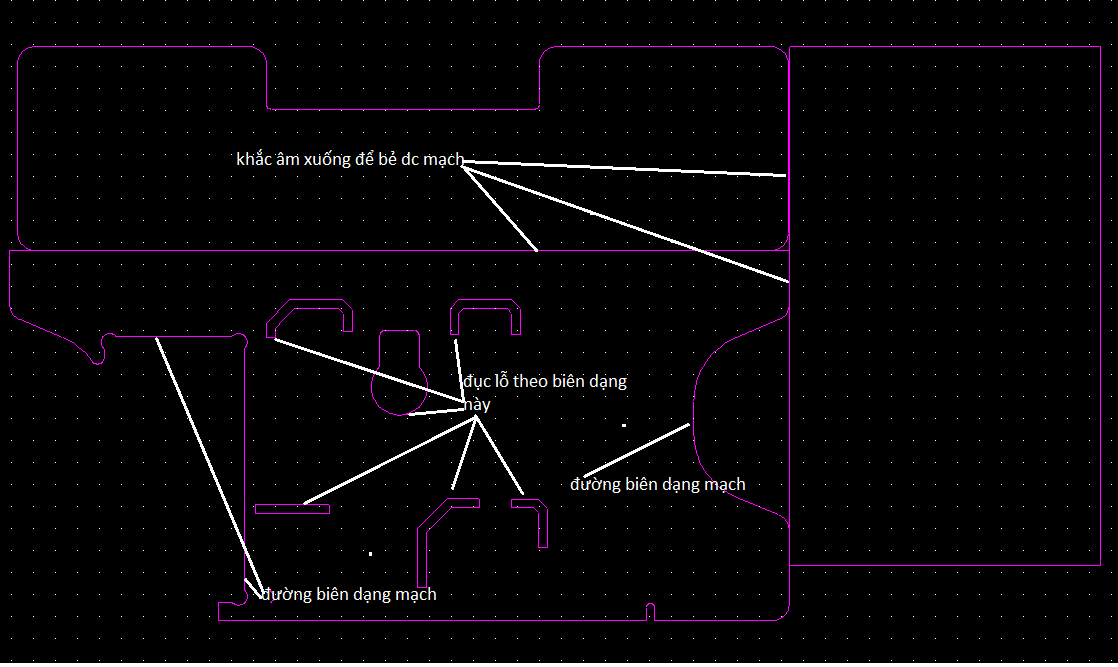 khắc âm xuống để bẻ dc mạch
đục lỗ theo biên dạng
này
đường biên dạng mạch
đường biên dạng mạch